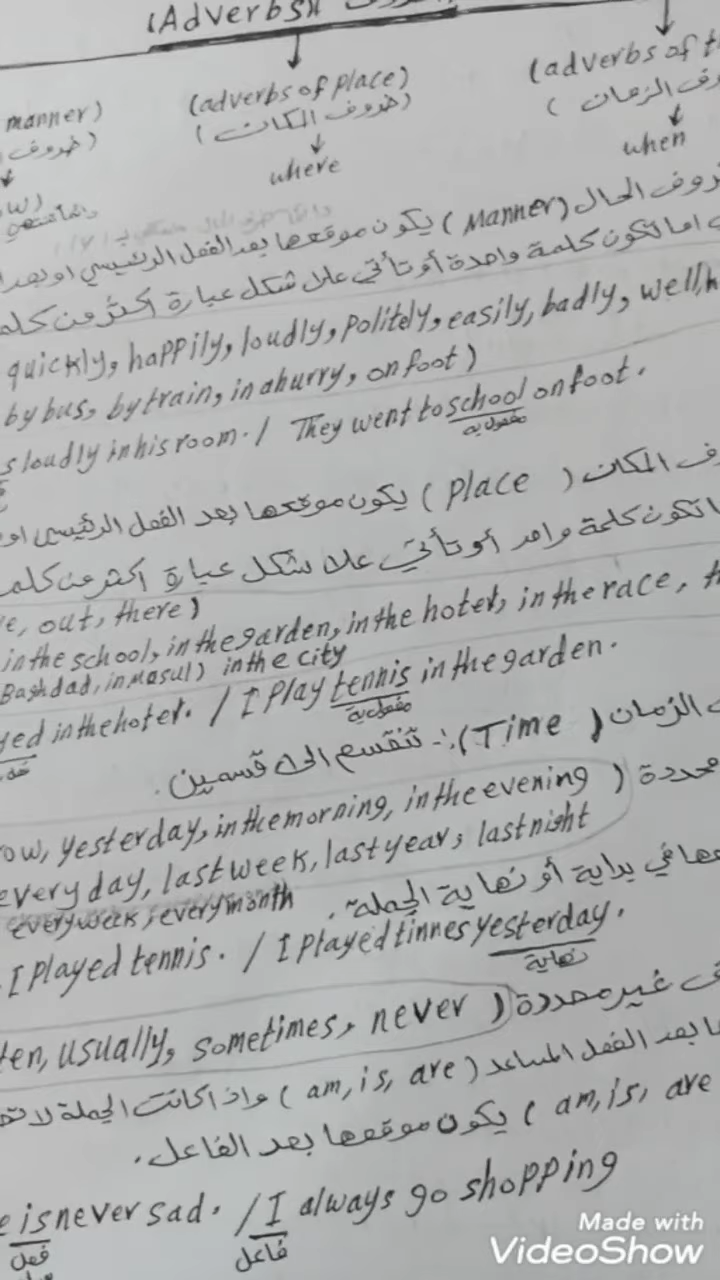 (Adverbs)
manner) (adverbs of place) (adverbs of t
(ظروف (ظروف المكان) ف الزمان)
where when
روف الحال (Manner) يكون موقعها بعد الفعل الرئيسي او بعد
اما تكون كلمة واحدة أو تأتي على شكل عبارة اكثر من كلمة
quickly, happily, loudly, politely, easily, badly, well, h
by bus, by train, in a hurry, on foot)
s loudly in his room. / They went to school on foot.
مفعول به
ف المكان (Place) يكون موقعها بعد الفعل الرئيسي او
تكون كلمة واحد أو تأتي على شكل عبارة اكثر من كلمة
e, out, there)
in the school, in the garden, in the hotel, in the race, th
Baghdad, in Masul) in the city
yed in the hotel. / I Play tennis in the garden.
مفعول به
الزمان (Time) :- تنقسم الى قسمين.
محددة (
ow, yesterday, in the morning, in the evening
every day, last week, last year, last night
every week, every month
عها في بداية أو نهاية الجملة.
I Played tennis. / I Played tinnes yesterday.
نهاية
غير محددة (
ten, usually, sometimes, never)
ا بعد الفعل المساعد (am, is, are) واذا كانت الجملة لا
(am, is, are يكون موقعها بعد الفاعل.
e is never sad. / I always go shopping
فعل فاعل
Made with
VideoShow